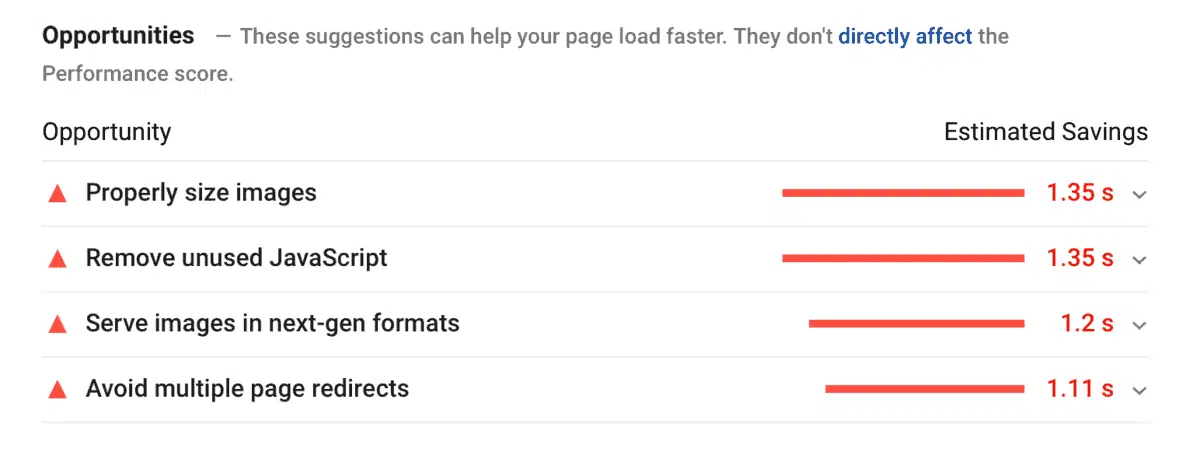 Opportunities — These suggestions can help your page load faster. They don't directly affect the
Performance score.
Opportunity Estimated Savings
Properly size images 1.35 s
Remove unused JavaScript 1.35 s
Serve images in next-gen formats 1.2 s
Avoid multiple page redirects 1.11 s